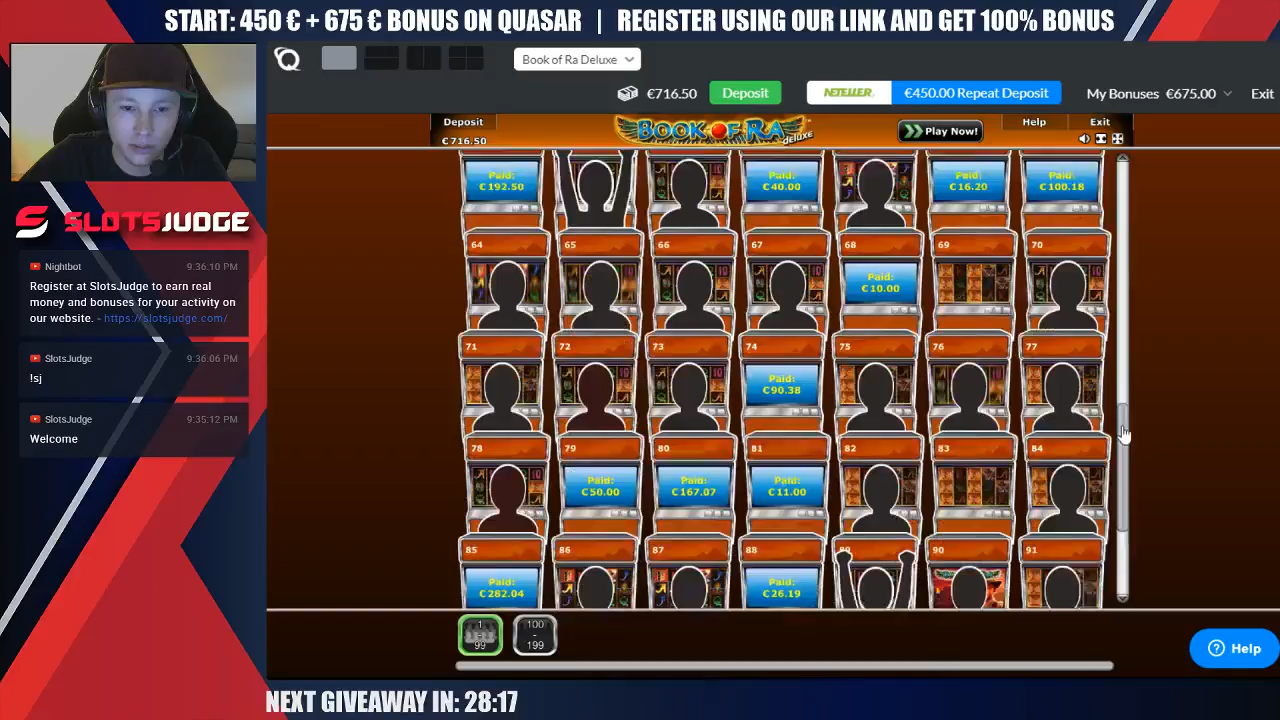 START: 450 € + 675 € BONUS ON QUASAR | REGISTER USING OUR LINK AND GET 100% BONUS
Book of Ra Deluxe
€716.50
Deposit
NETELLER
€450.00 Repeat Deposit
My Bonuses €675.00
Exit
Deposit
€ 716.50
BOOK OF RA deluxe
Play Now!
Help
Exit
SLOTSJUDGE
Nightbot 9:36:10 PM
Register at SlotsJudge to earn real
money and bonuses for your activity on
our website. - https://slotsjudge.com/
SlotsJudge 9:36:06 PM
!sj
SlotsJudge 9:35:12 PM
Welcome
Paid: € 192.50
Paid: € 40.00
Paid: € 16.20
Paid: € 100.18
64 65 66 67 68 69 70
Paid: € 10.00
71 72 73 74 75 76 77
Paid: € 90.38
78 79 80 81 82 83 84
Paid: € 50.00
Paid: € 167.07
Paid: € 11.00
85 86 87 88 89 90 91
Paid: € 282.04
Paid: € 26.19
1 - 99
100 - 199
Help
NEXT GIVEAWAY IN: 28:17